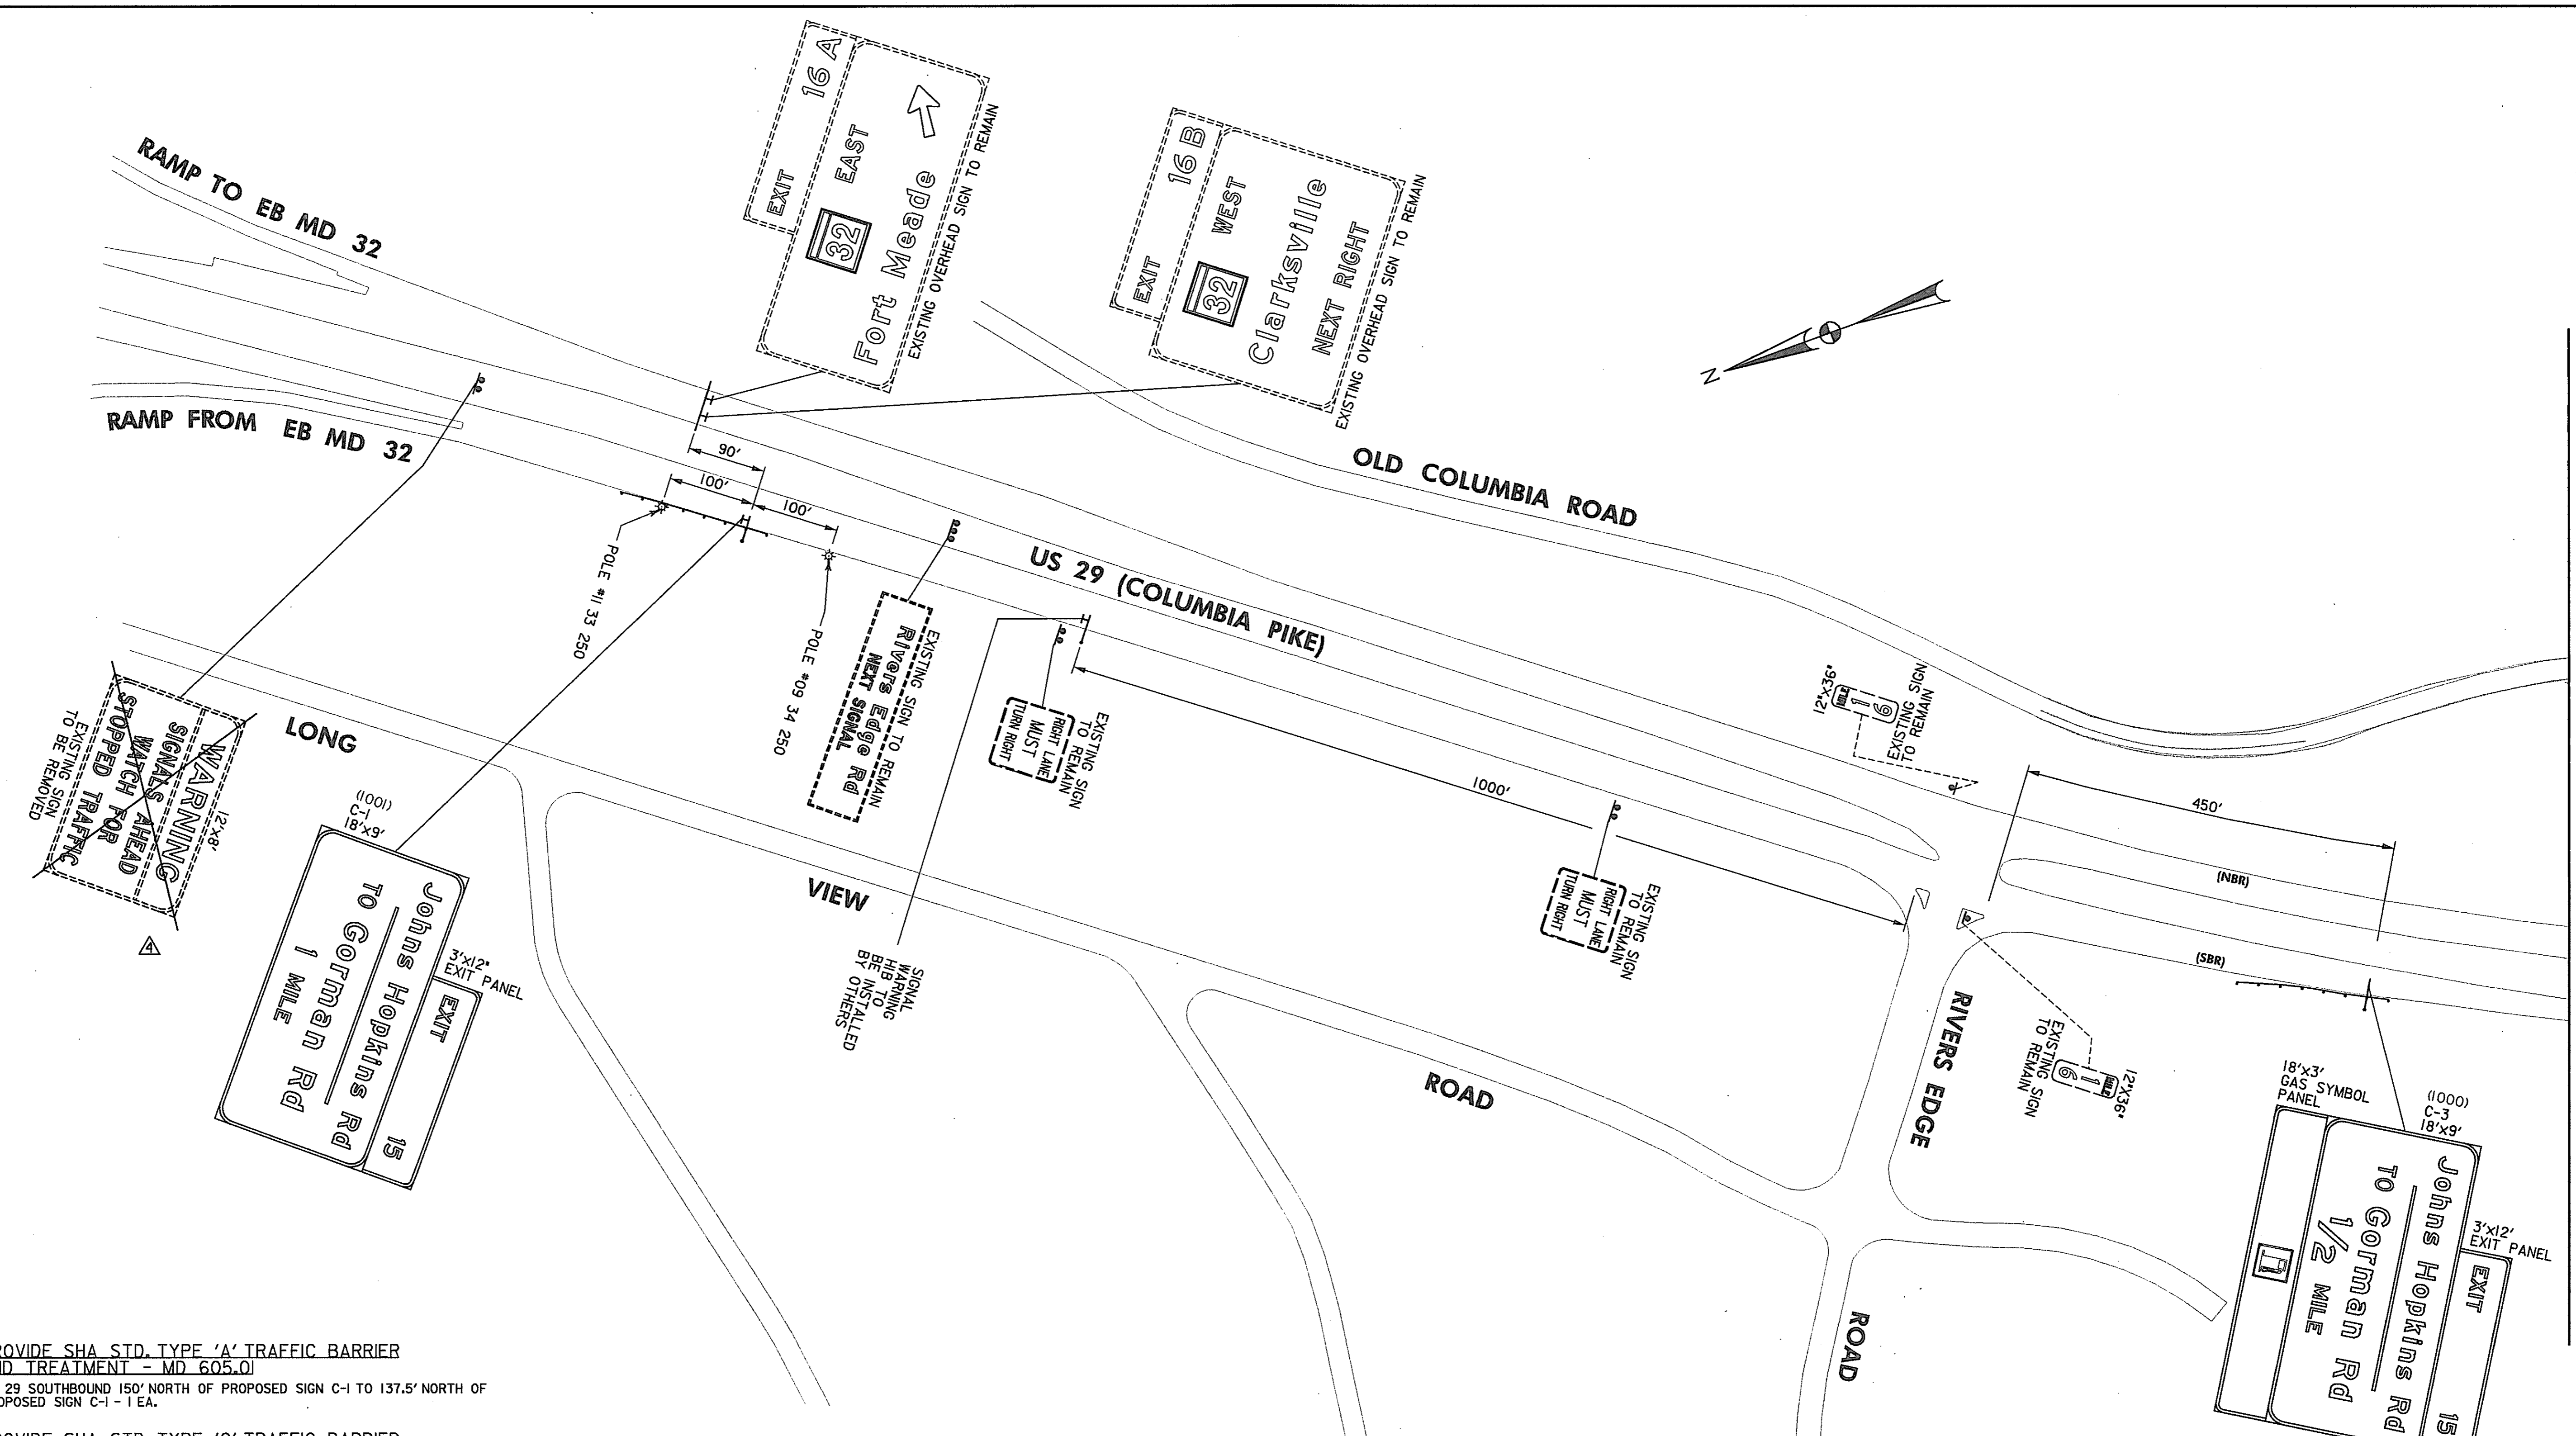 RAMP TO EB MD 32
RAMP FROM EB MD 32
EXIT 16 A
32 EAST
Fort Meade
EXISTING OVERHEAD SIGN TO REMAIN
EXIT 16 B
32 WEST
Clarksville
NEXT RIGHT
EXISTING OVERHEAD SIGN TO REMAIN
N
OLD COLUMBIA ROAD
US 29 (COLUMBIA PIKE)
90'
100'
100'
POLE #11 33 250
POLE #09 34 250
EXISTING SIGN TO REMAIN
Rivers Edge Rd
NEXT SIGNAL
EXISTING SIGN
TO REMAIN
RIGHT LANE
MUST
TURN RIGHT
1000'
EXISTING SIGN
TO REMAIN
RIGHT LANE
MUST
TURN RIGHT
12"X36"
MILE
1
6
EXISTING SIGN
TO REMAIN
450'
(NBR)
(SBR)
12'x8'
WARNING
SIGNALS AHEAD
WATCH FOR
STOPPED TRAFFIC
EXISTING SIGN
TO BE REMOVED
4
LONG
VIEW
ROAD
(1001)
C-1
18'x9'
3'x12"
EXIT PANEL
EXIT 15
Johns Hopkins Rd
TO Gorman Rd
1 MILE
SIGNAL
WARNING
HIB TO
BE INSTALLED
BY OTHERS
RIVERS EDGE
ROAD
12"X36"
MILE
1
6
EXISTING SIGN
TO REMAIN
18'x3'
GAS SYMBOL
PANEL
(1000)
C-3
18'x9'
3'x12'
EXIT PANEL
EXIT 15
Johns Hopkins Rd
TO Gorman Rd
1/2 MILE
ROVIDE SHA STD. TYPE 'A' TRAFFIC BARRIER
ND TREATMENT - MD 605.01
29 SOUTHBOUND 150' NORTH OF PROPOSED SIGN C-1 TO 137.5' NORTH OF
OPOSED SIGN C-1 - 1 EA.